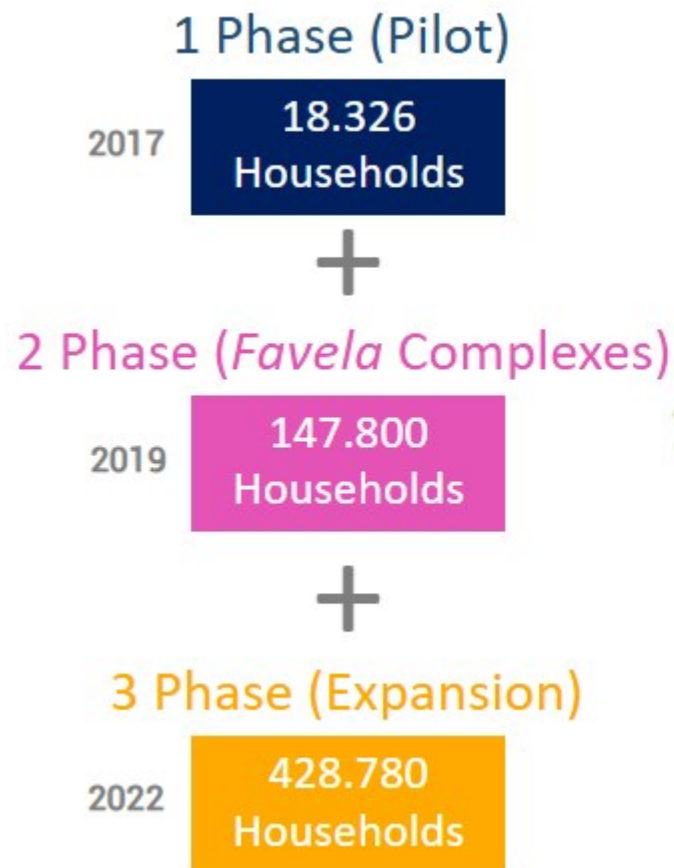 1 Phase (Pilot)
2017
18.326
Households
+
2 Phase (Favela Complexes)
2019
147.800
Households
+
3 Phase (Expansion)
2022
428.780
Households